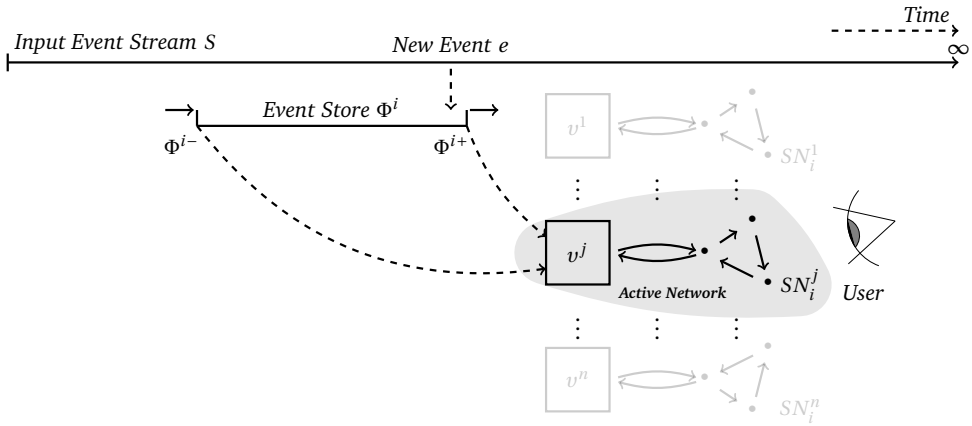 Time
Input Event Stream S
New Event e
∞
Event Store Φ^i
Φ^{i-}
Φ^{i+}
v^1
SN_i^1
v^j
SN_i^j
Active Network
User
v^n
SN_i^n